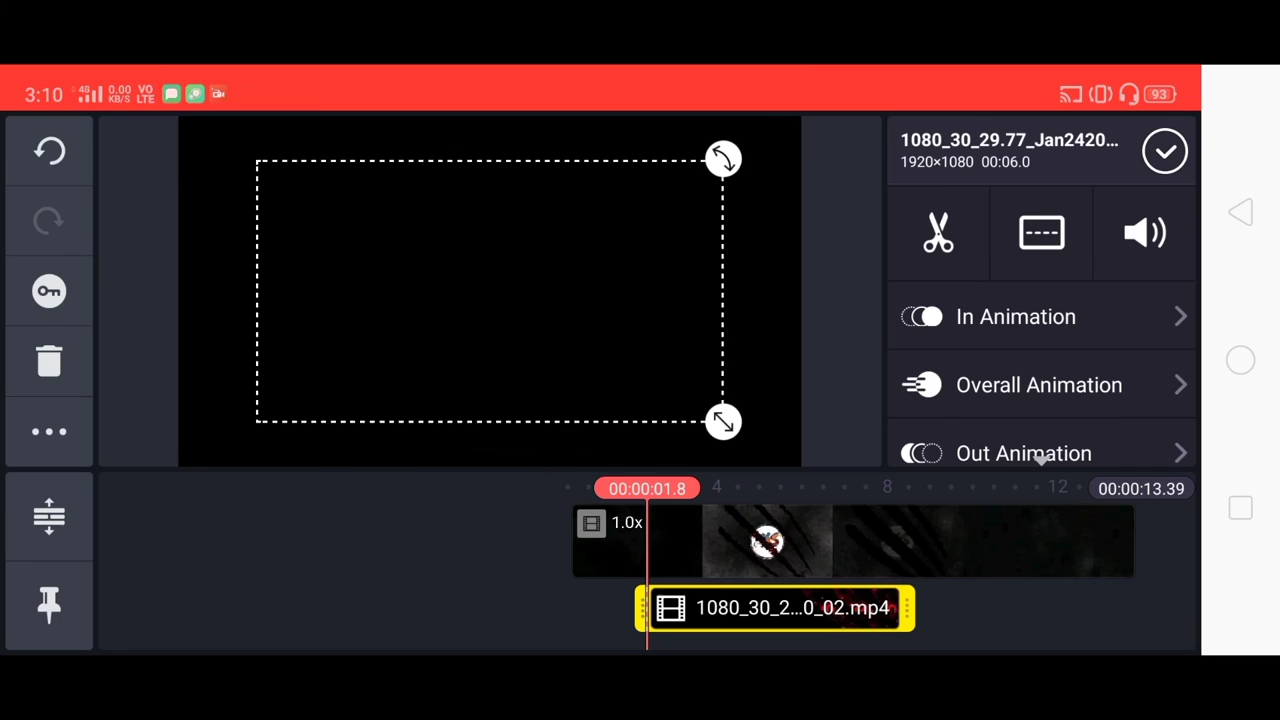 3:10 4G 0.00 KB/S VO LTE 93
1080_30_29.77_Jan2420...
1920×1080 00:06.0
In Animation
Overall Animation
Out Animation
00:00:01.8 4 8 12 00:00:13.39
1.0x
1080_30_2...0_02.mp4